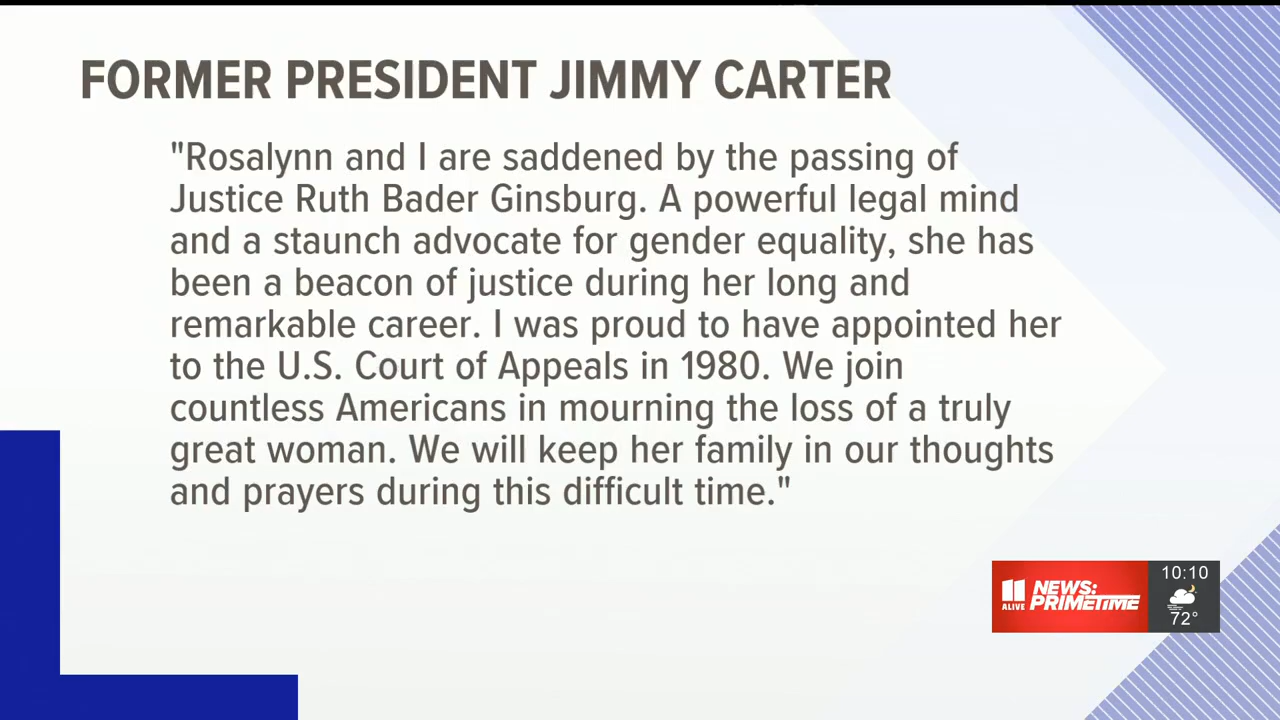 FORMER PRESIDENT JIMMY CARTER
"Rosalynn and I are saddened by the passing of
Justice Ruth Bader Ginsburg. A powerful legal mind
and a staunch advocate for gender equality, she has
been a beacon of justice during her long and
remarkable career. I was proud to have appointed her
to the U.S. Court of Appeals in 1980. We join
countless Americans in mourning the loss of a truly
great woman. We will keep her family in our thoughts
and prayers during this difficult time."
11 ALIVE
NEWS:
PRIMETIME
10:10
72°